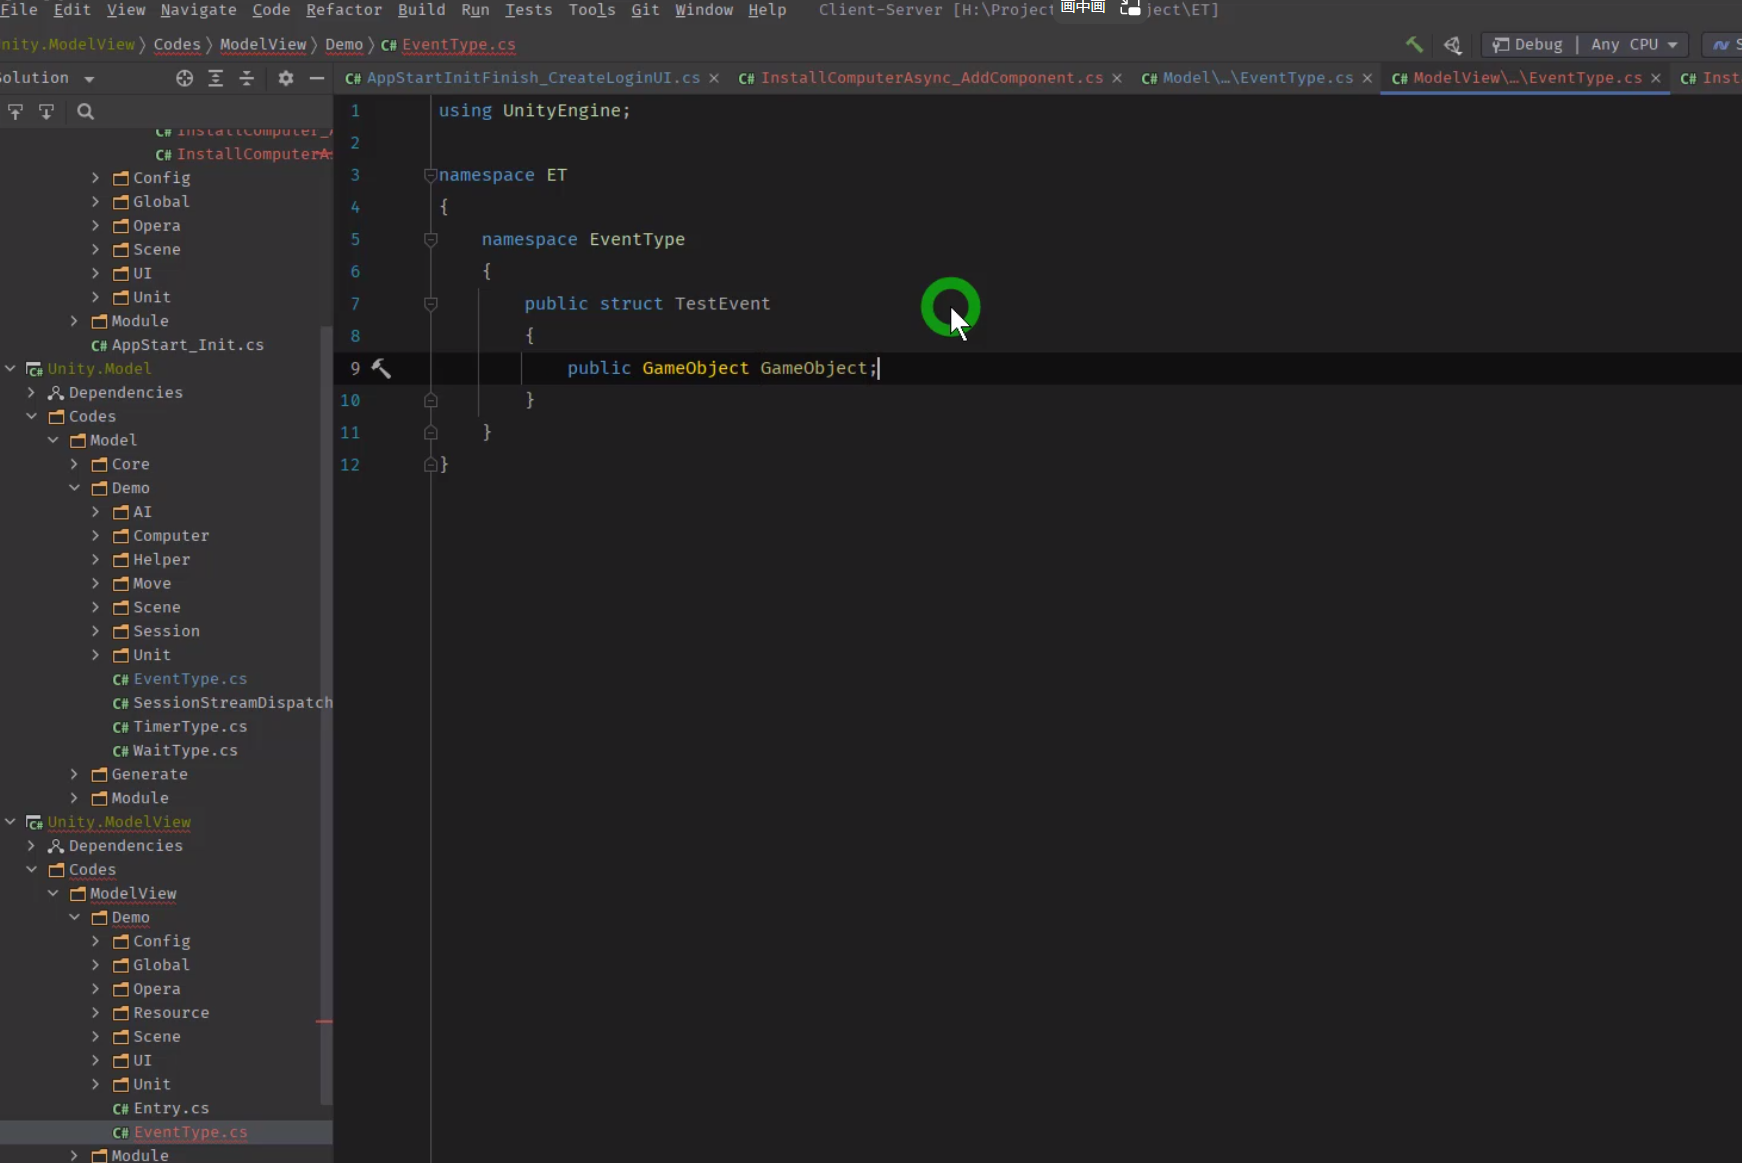 File Edit View Navigate Code Refactor Build Run Tests Tools Git Window Help Client-Server [H:\Project 画中画 ject\ET]
nity.ModelView Codes ModelView Demo C# EventType.cs
Debug Any CPU
olution
C# AppStartInitFinish_CreateLoginUI.cs C# InstallComputerAsync_AddComponent.cs C# Model\…\EventType.cs C# ModelView\…\EventType.cs C# Inst
C# InstallComputer_
C# InstallComputerA
Config
Global
Opera
Scene
UI
Unit
Module
C# AppStart_Init.cs
C# Unity.Model
Dependencies
Codes
Model
Core
Demo
AI
Computer
Helper
Move
Scene
Session
Unit
C# EventType.cs
C# SessionStreamDispatch
C# TimerType.cs
C# WaitType.cs
Generate
Module
C# Unity.ModelView
Dependencies
Codes
ModelView
Demo
Config
Global
Opera
Resource
Scene
UI
Unit
C# Entry.cs
C# EventType.cs
Module
1 using UnityEngine;
2
3 namespace ET
4 {
5 namespace EventType
6 {
7 public struct TestEvent
8 {
9 public GameObject GameObject;
10 }
11 }
12 }